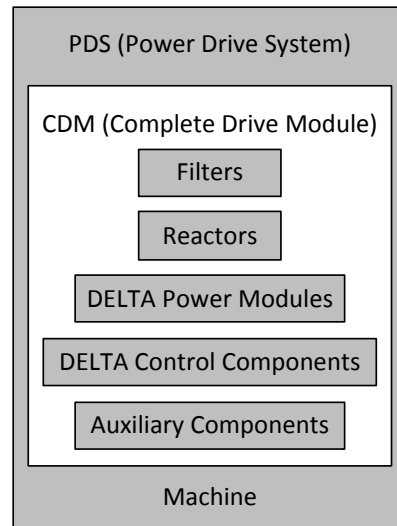 PDS (Power Drive System)
CDM (Complete Drive Module)
Filters
Reactors
DELTA Power Modules
DELTA Control Components
Auxiliary Components
Machine